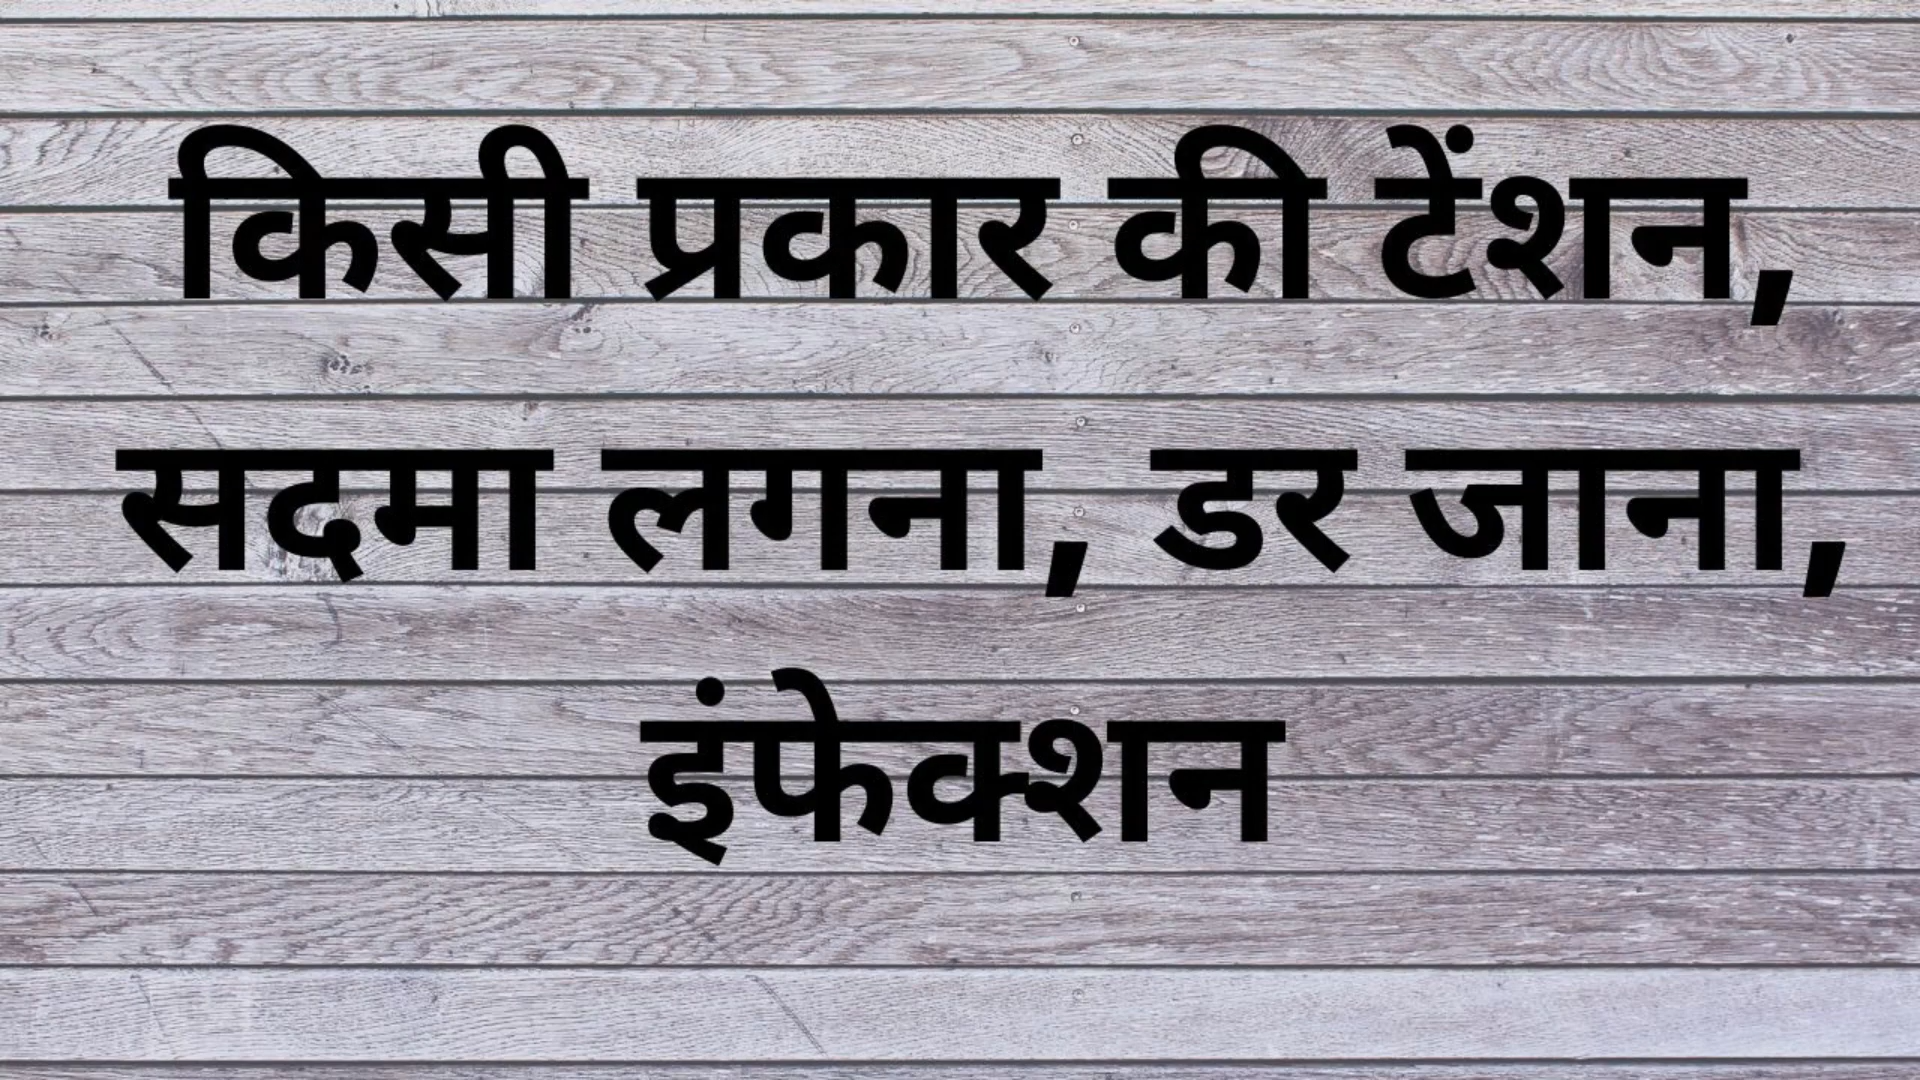 किसी प्रकार की टेंशन,
सदमा लगना, डर जाना,
इंफेक्शन